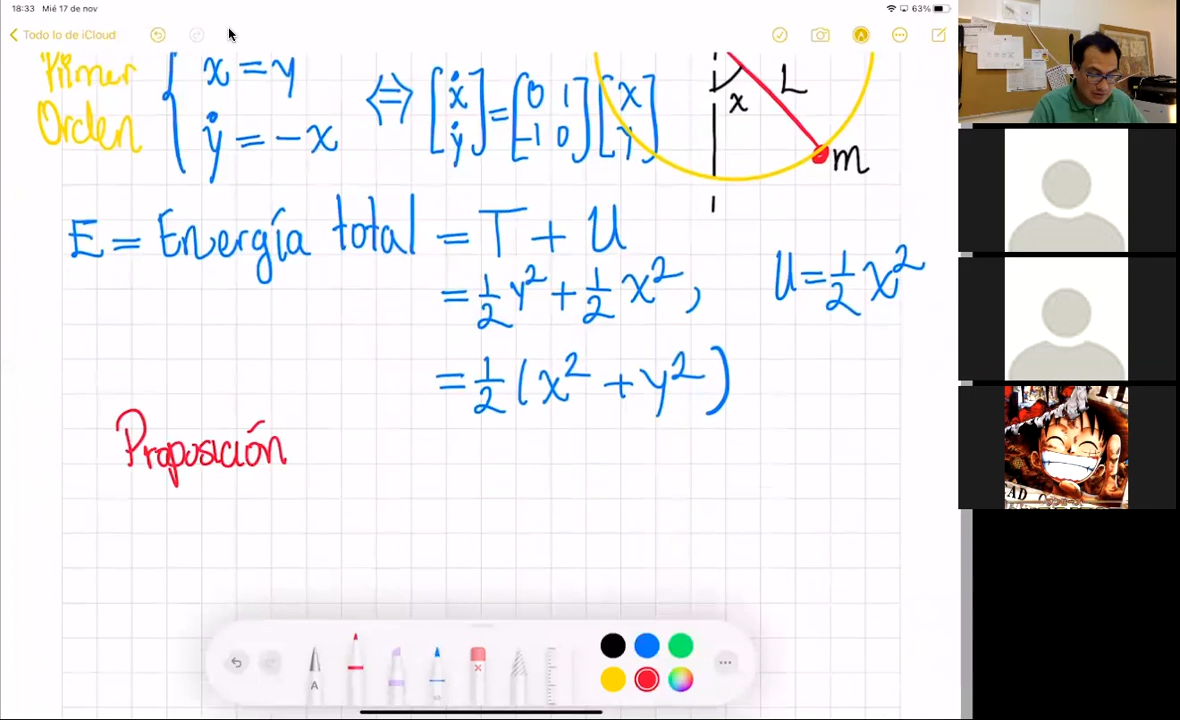 18:33 Mié 17 de nov
63%
Todo lo de iCloud
Primer
Orden
ẋ = y
ẏ = -x
⇔ [ẋ ẏ] = [0 1 -1 0] [x y]
x
L
m
E = Energía total = T + U
= 1/2 y² + 1/2 x², U = 1/2 x²
= 1/2 (x² + y²)
Proposición
A
AD